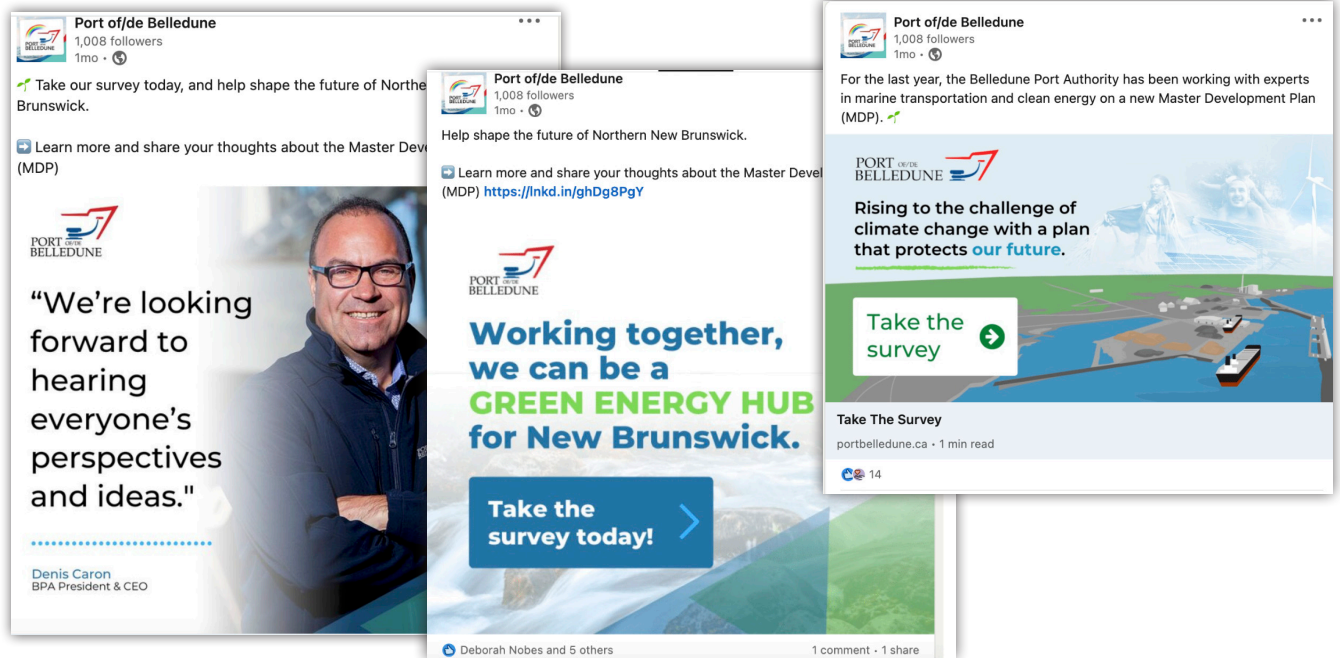 Port of/de Belledune
1,008 followers
1mo •
Take our survey today, and help shape the future of Northe
Brunswick.
Learn more and share your thoughts about the Master Deve
(MDP)
PORT OF/DE
BELLEDUNE
“We’re looking
forward to
hearing
everyone’s
perspectives
and ideas."
Denis Caron
BPA President & CEO
Port of/de Belledune
1,008 followers
1mo •
Help shape the future of Northern New Brunswick.
Learn more and share your thoughts about the Master Devel
(MDP) https://lnkd.in/ghDg8PgY
PORT OF/DE
BELLEDUNE
Working together,
we can be a
GREEN ENERGY HUB
for New Brunswick.
Take the
survey today!
Deborah Nobes and 5 others
1 comment • 1 share
Port of/de Belledune
1,008 followers
1mo •
For the last year, the Belledune Port Authority has been working with experts
in marine transportation and clean energy on a new Master Development Plan
(MDP).
PORT OF/DE
BELLEDUNE
Rising to the challenge of
climate change with a plan
that protects our future.
Take the
survey
Take The Survey
portbelledune.ca • 1 min read
14